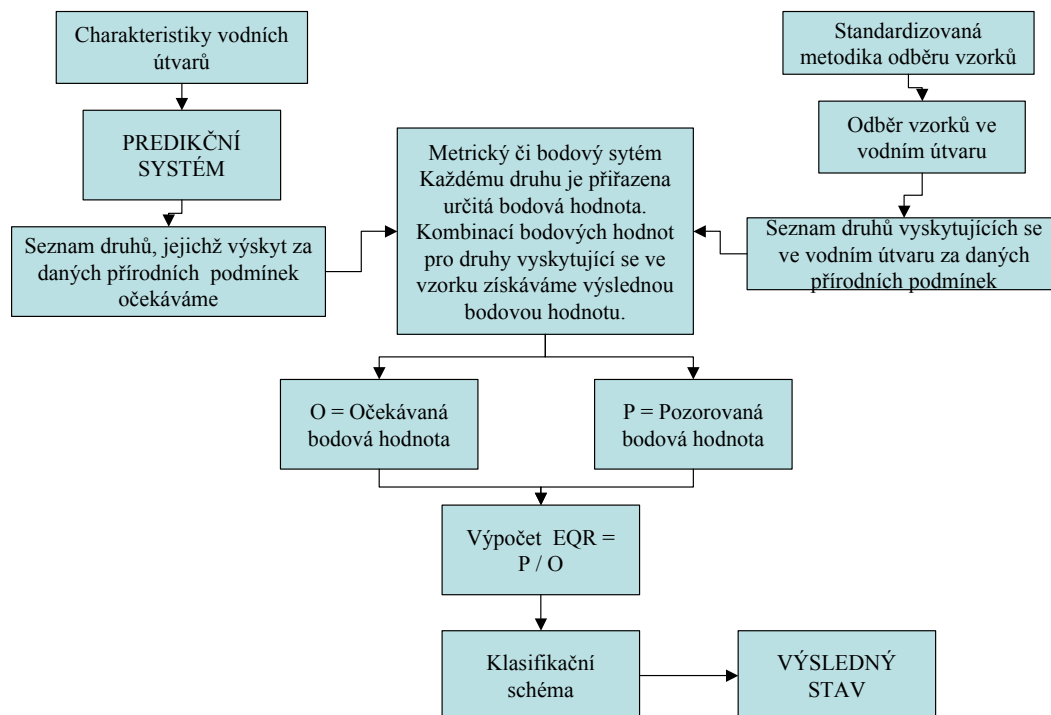 Charakteristiky vodních
útvarů
PREDIKČNÍ
SYSTÉM
Seznam druhů, jejichž výskyt za
daných přírodních podmínek
očekáváme
Standardizovaná
metodika odběru vzorků
Odběr vzorků ve
vodním útvaru
Seznam druhů vyskytujících se
ve vodním útvaru za daných
přírodních podmínek
Metrický či bodový sytém
Každému druhu je přiřazena
určitá bodová hodnota.
Kombinací bodových hodnot
pro druhy vyskytující se ve
vzorku získáváme výslednou
bodovou hodnotu.
O = Očekávaná
bodová hodnota
P = Pozorovaná
bodová hodnota
Výpočet EQR =
P / O
Klasifikační
schéma
VÝSLEDNÝ
STAV